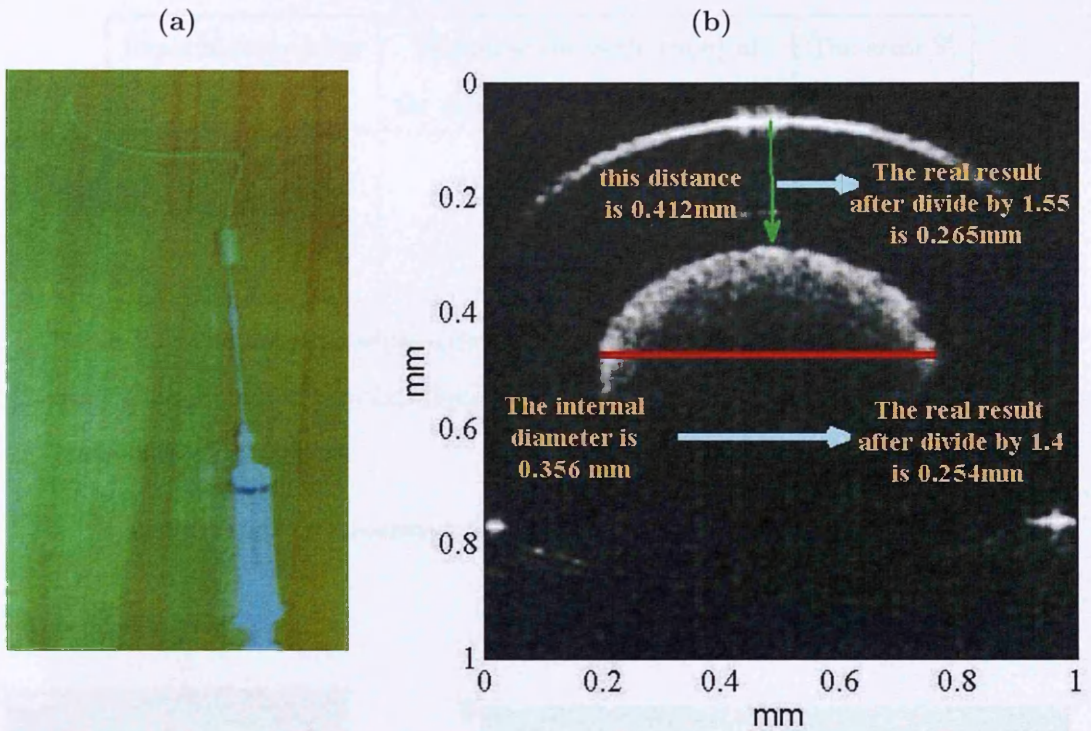 (a)
(b)
0
0.2
0.4
0.6
0.8
1
mm
this distance
is 0.412mm
The real result
after divide by 1.55
is 0.265mm
The internal
diameter is
0.356 mm
The real result
after divide by 1.4
is 0.254mm
0
0.2
0.4
0.6
0.8
1
mm